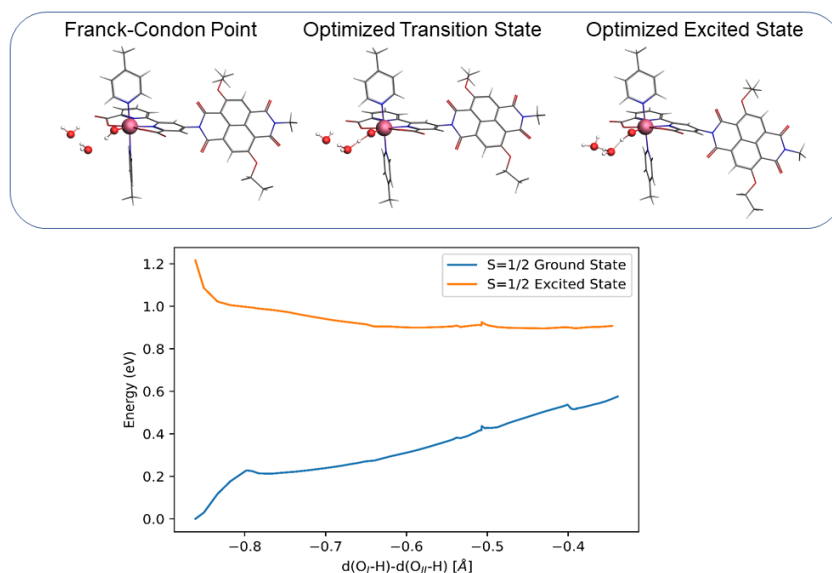 Franck-Condon Point Optimized Transition State Optimized Excited State
S=1/2 Ground State
S=1/2 Excited State
Energy (eV)
1.2
1.0
0.8
0.6
0.4
0.2
0.0
−0.8 −0.7 −0.6 −0.5 −0.4
d(O_I-H)-d(O_II-H) [Å]